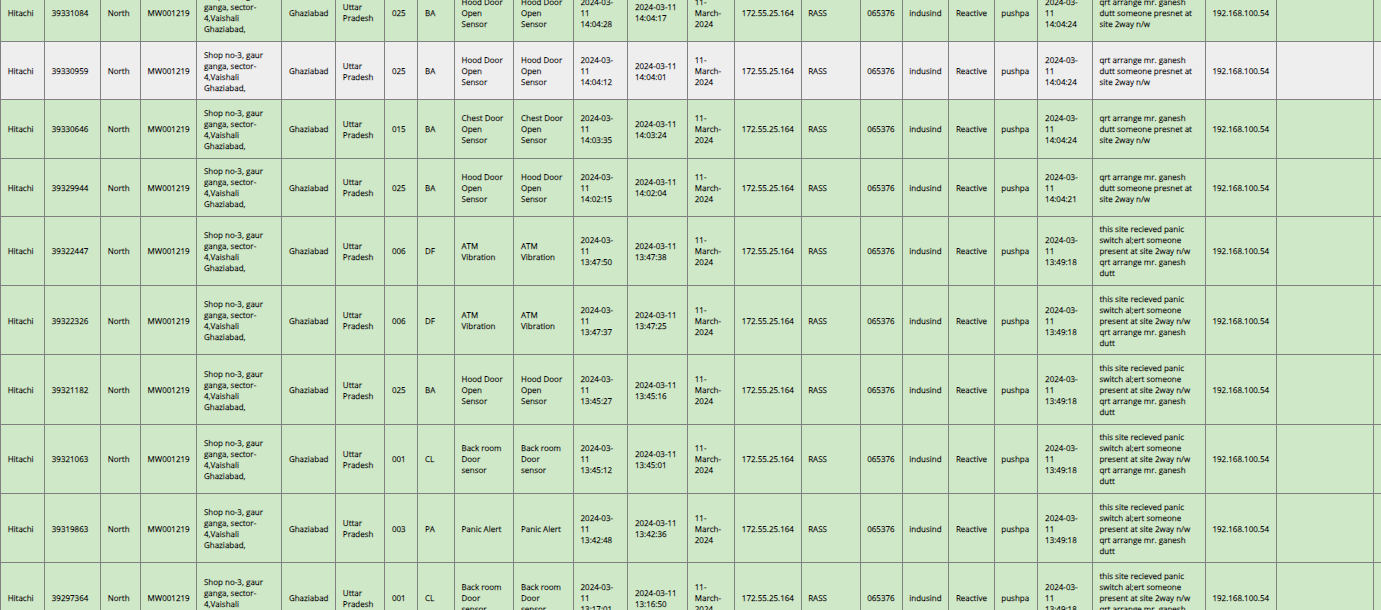 Hitachi 39331084 North MW001219 ganga, sector-4,Vaishali Ghaziabad, Ghaziabad Uttar Pradesh 025 BA Hood Door Open Sensor Hood Door Open Sensor 2024-03-11 14:04:28 2024-03-11 14:04:17 11-March-2024 172.55.25.164 RASS 065376 indusind Reactive pushpa 2024-03-11 14:04:24 qrt arrange mr. ganesh dutt someone presnet at site 2way n/w 192.168.100.54
Hitachi 39330959 North MW001219 Shop no-3, gaur ganga, sector-4,Vaishali Ghaziabad, Ghaziabad Uttar Pradesh 025 BA Hood Door Open Sensor Hood Door Open Sensor 2024-03-11 14:04:12 2024-03-11 14:04:01 11-March-2024 172.55.25.164 RASS 065376 indusind Reactive pushpa 2024-03-11 14:04:24 qrt arrange mr. ganesh dutt someone presnet at site 2way n/w 192.168.100.54
Hitachi 39330646 North MW001219 Shop no-3, gaur ganga, sector-4,Vaishali Ghaziabad, Ghaziabad Uttar Pradesh 015 BA Chest Door Open Sensor Chest Door Open Sensor 2024-03-11 14:03:35 2024-03-11 14:03:24 11-March-2024 172.55.25.164 RASS 065376 indusind Reactive pushpa 2024-03-11 14:04:24 qrt arrange mr. ganesh dutt someone presnet at site 2way n/w 192.168.100.54
Hitachi 39329944 North MW001219 Shop no-3, gaur ganga, sector-4,Vaishali Ghaziabad, Ghaziabad Uttar Pradesh 025 BA Hood Door Open Sensor Hood Door Open Sensor 2024-03-11 14:02:15 2024-03-11 14:02:04 11-March-2024 172.55.25.164 RASS 065376 indusind Reactive pushpa 2024-03-11 14:04:21 qrt arrange mr. ganesh dutt someone presnet at site 2way n/w 192.168.100.54
Hitachi 39322447 North MW001219 Shop no-3, gaur ganga, sector-4,Vaishali Ghaziabad, Ghaziabad Uttar Pradesh 006 DF ATM Vibration ATM Vibration 2024-03-11 13:47:50 2024-03-11 13:47:38 11-March-2024 172.55.25.164 RASS 065376 indusind Reactive pushpa 2024-03-11 13:49:18 this site recieved panic switch al;ert someone present at site 2way n/w qrt arrange mr. ganesh dutt 192.168.100.54
Hitachi 39322326 North MW001219 Shop no-3, gaur ganga, sector-4,Vaishali Ghaziabad, Ghaziabad Uttar Pradesh 006 DF ATM Vibration ATM Vibration 2024-03-11 13:47:37 2024-03-11 13:47:25 11-March-2024 172.55.25.164 RASS 065376 indusind Reactive pushpa 2024-03-11 13:49:18 this site recieved panic switch al;ert someone present at site 2way n/w qrt arrange mr. ganesh dutt 192.168.100.54
Hitachi 39321182 North MW001219 Shop no-3, gaur ganga, sector-4,Vaishali Ghaziabad, Ghaziabad Uttar Pradesh 025 BA Hood Door Open Sensor Hood Door Open Sensor 2024-03-11 13:45:27 2024-03-11 13:45:16 11-March-2024 172.55.25.164 RASS 065376 indusind Reactive pushpa 2024-03-11 13:49:18 this site recieved panic switch al;ert someone present at site 2way n/w qrt arrange mr. ganesh dutt 192.168.100.54
Hitachi 39321063 North MW001219 Shop no-3, gaur ganga, sector-4,Vaishali Ghaziabad, Ghaziabad Uttar Pradesh 001 CL Back room Door sensor Back room Door sensor 2024-03-11 13:45:12 2024-03-11 13:45:01 11-March-2024 172.55.25.164 RASS 065376 indusind Reactive pushpa 2024-03-11 13:49:18 this site recieved panic switch al;ert someone present at site 2way n/w qrt arrange mr. ganesh dutt 192.168.100.54
Hitachi 39319863 North MW001219 Shop no-3, gaur ganga, sector-4,Vaishali Ghaziabad, Ghaziabad Uttar Pradesh 003 PA Panic Alert Panic Alert 2024-03-11 13:42:48 2024-03-11 13:42:36 11-March-2024 172.55.25.164 RASS 065376 indusind Reactive pushpa 2024-03-11 13:49:18 this site recieved panic switch al;ert someone present at site 2way n/w qrt arrange mr. ganesh dutt 192.168.100.54
Hitachi 39297364 North MW001219 Shop no-3, gaur ganga, sector-4,Vaishali Ghaziabad Uttar Pradesh 001 CL Back room Door sensor Back room Door sensor 2024-03-11 13:17:01 2024-03-11 13:16:50 11-March-2024 172.55.25.164 RASS 065376 indusind Reactive pushpa 2024-03-11 13:49:18 this site recieved panic switch al;ert someone present at site 2way n/w qrt arrange mr. ganesh 192.168.100.54